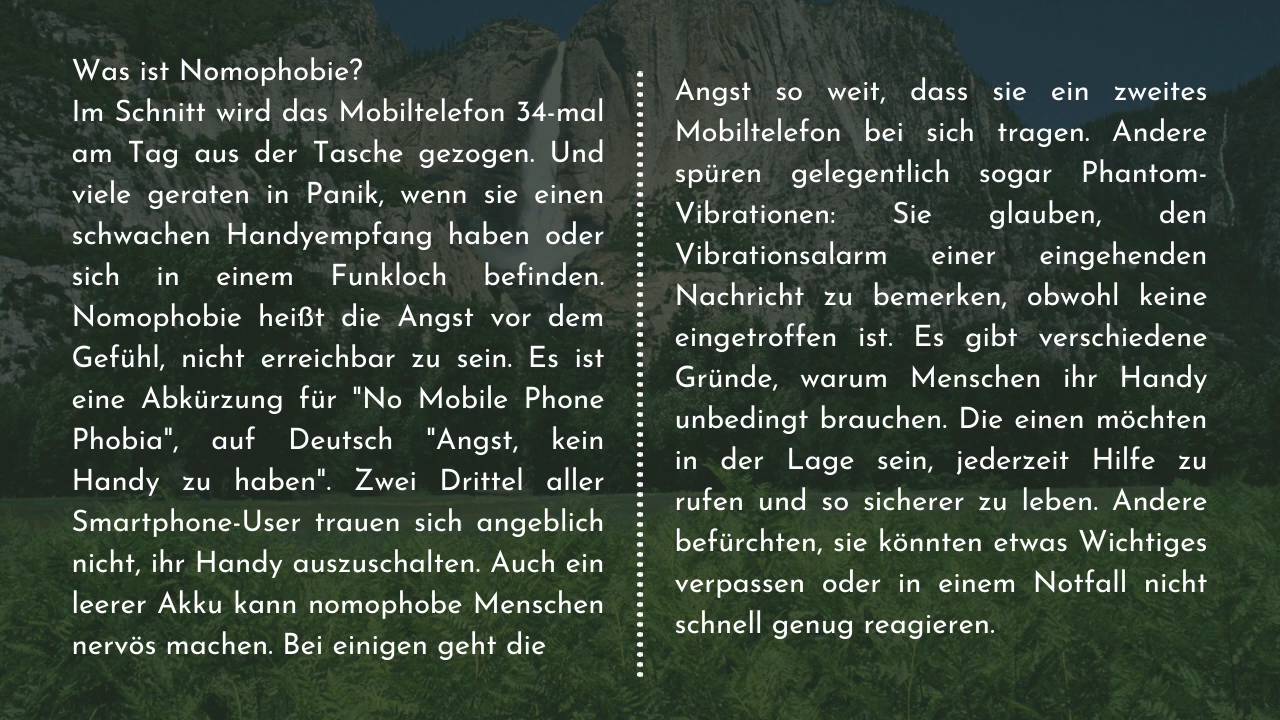 Was ist Nomophobie?
Im Schnitt wird das Mobiltelefon 34-mal
am Tag aus der Tasche gezogen. Und
viele geraten in Panik, wenn sie einen
schwachen Handyempfang haben oder
sich in einem Funkloch befinden.
Nomophobie heißt die Angst vor dem
Gefühl, nicht erreichbar zu sein. Es ist
eine Abkürzung für "No Mobile Phone
Phobia", auf Deutsch "Angst, kein
Handy zu haben". Zwei Drittel aller
Smartphone-User trauen sich angeblich
nicht, ihr Handy auszuschalten. Auch ein
leerer Akku kann nomophobe Menschen
nervös machen. Bei einigen geht die
Angst so weit, dass sie ein zweites
Mobiltelefon bei sich tragen. Andere
spüren gelegentlich sogar Phantom-
Vibrationen: Sie glauben, den
Vibrationsalarm einer eingehenden
Nachricht zu bemerken, obwohl keine
eingetroffen ist. Es gibt verschiedene
Gründe, warum Menschen ihr Handy
unbedingt brauchen. Die einen möchten
in der Lage sein, jederzeit Hilfe zu
rufen und so sicherer zu leben. Andere
befürchten, sie könnten etwas Wichtiges
verpassen oder in einem Notfall nicht
schnell genug reagieren.